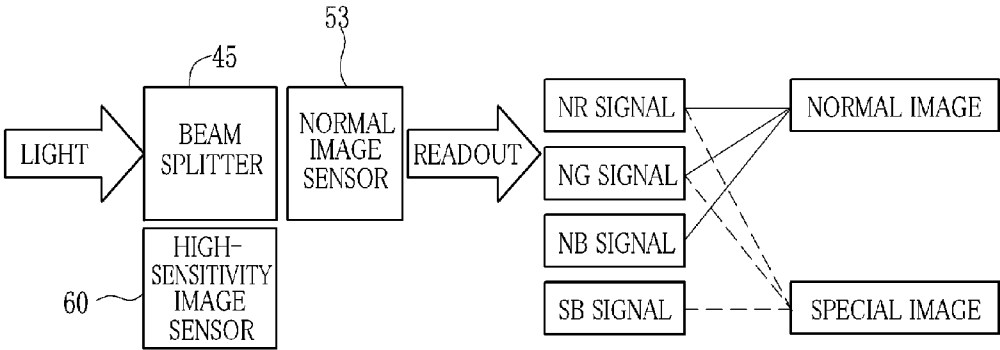 53
45
LIGHT
BEAM
SPLITTER
NORMAL
IMAGE
SENSOR
READOUT
HIGH-
SENSITIVITY
IMAGE
SENSOR
60
NR SIGNAL
NG SIGNAL
NB SIGNAL
SB SIGNAL
NORMAL IMAGE
SPECIAL IMAGE